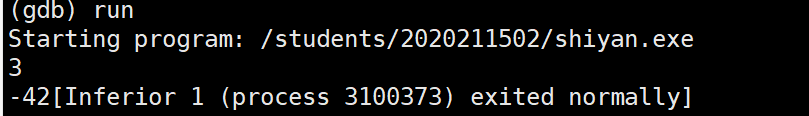 (gdb) run
Starting program: /students/2020211502/shiyan.exe
3
-42[Inferior 1 (process 3100373) exited normally]